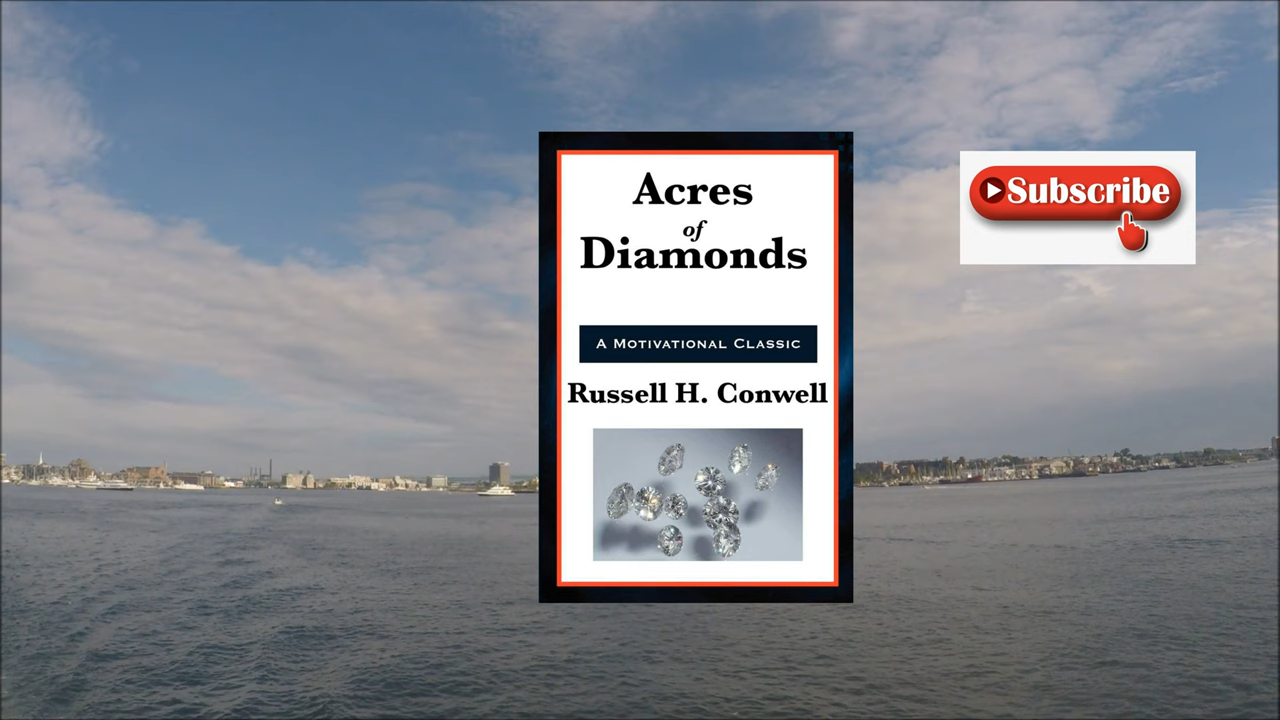 Acres
of
Diamonds
A Motivational Classic
Russell H. Conwell
Subscribe